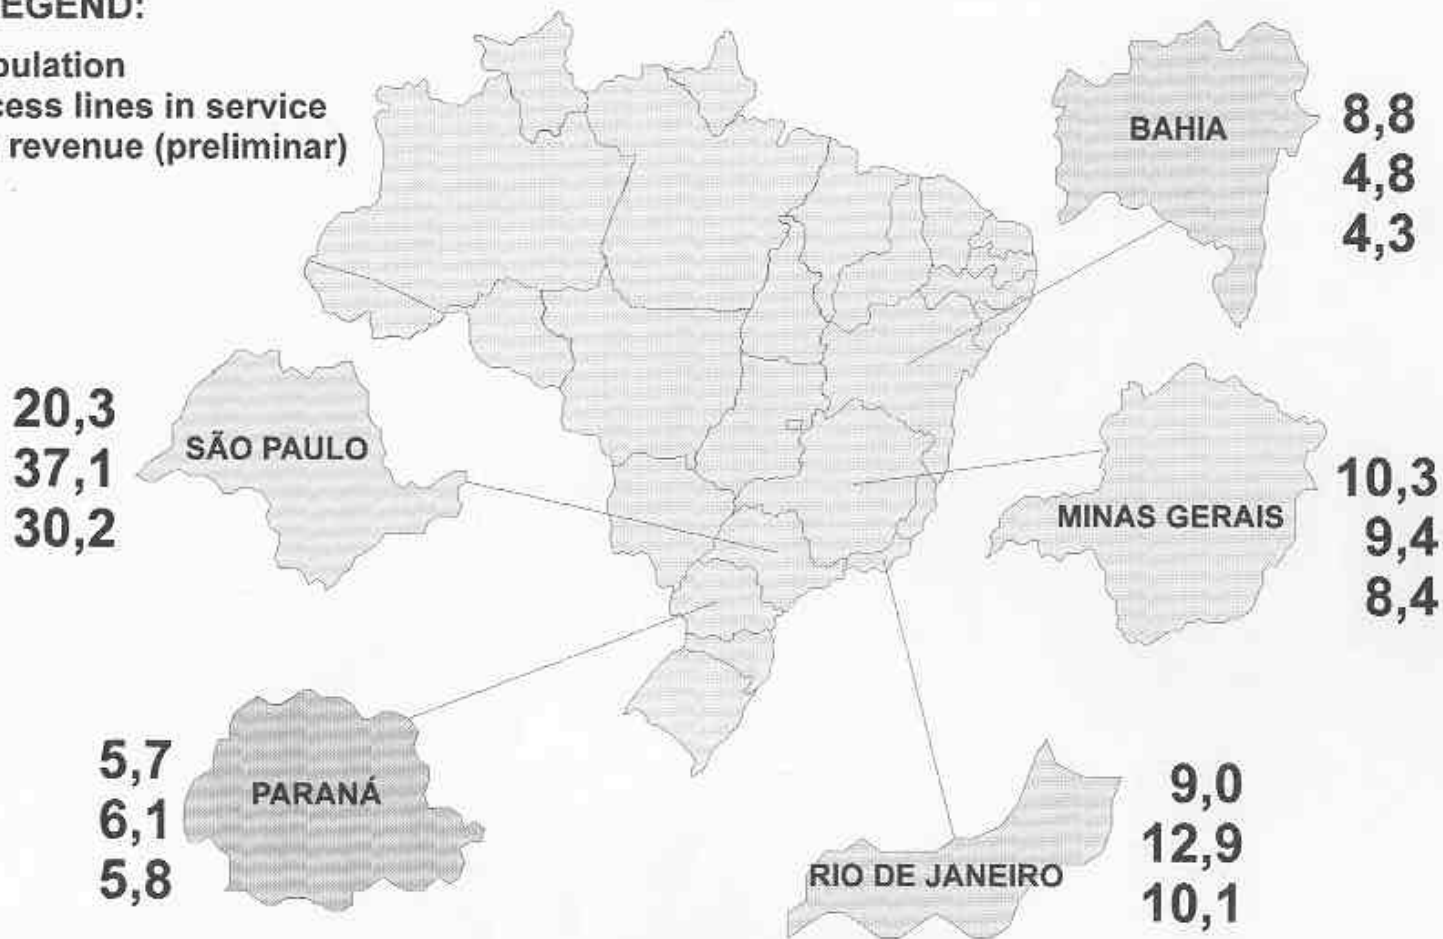 EGEND:
pulation
cess lines in service
revenue (preliminar)
BAHIA
8,8
4,8
4,3
20,3
37,1
30,2
SÃO PAULO
MINAS GERAIS
10,3
9,4
8,4
5,7
6,1
5,8
PARANÁ
RIO DE JANEIRO
9,0
12,9
10,1